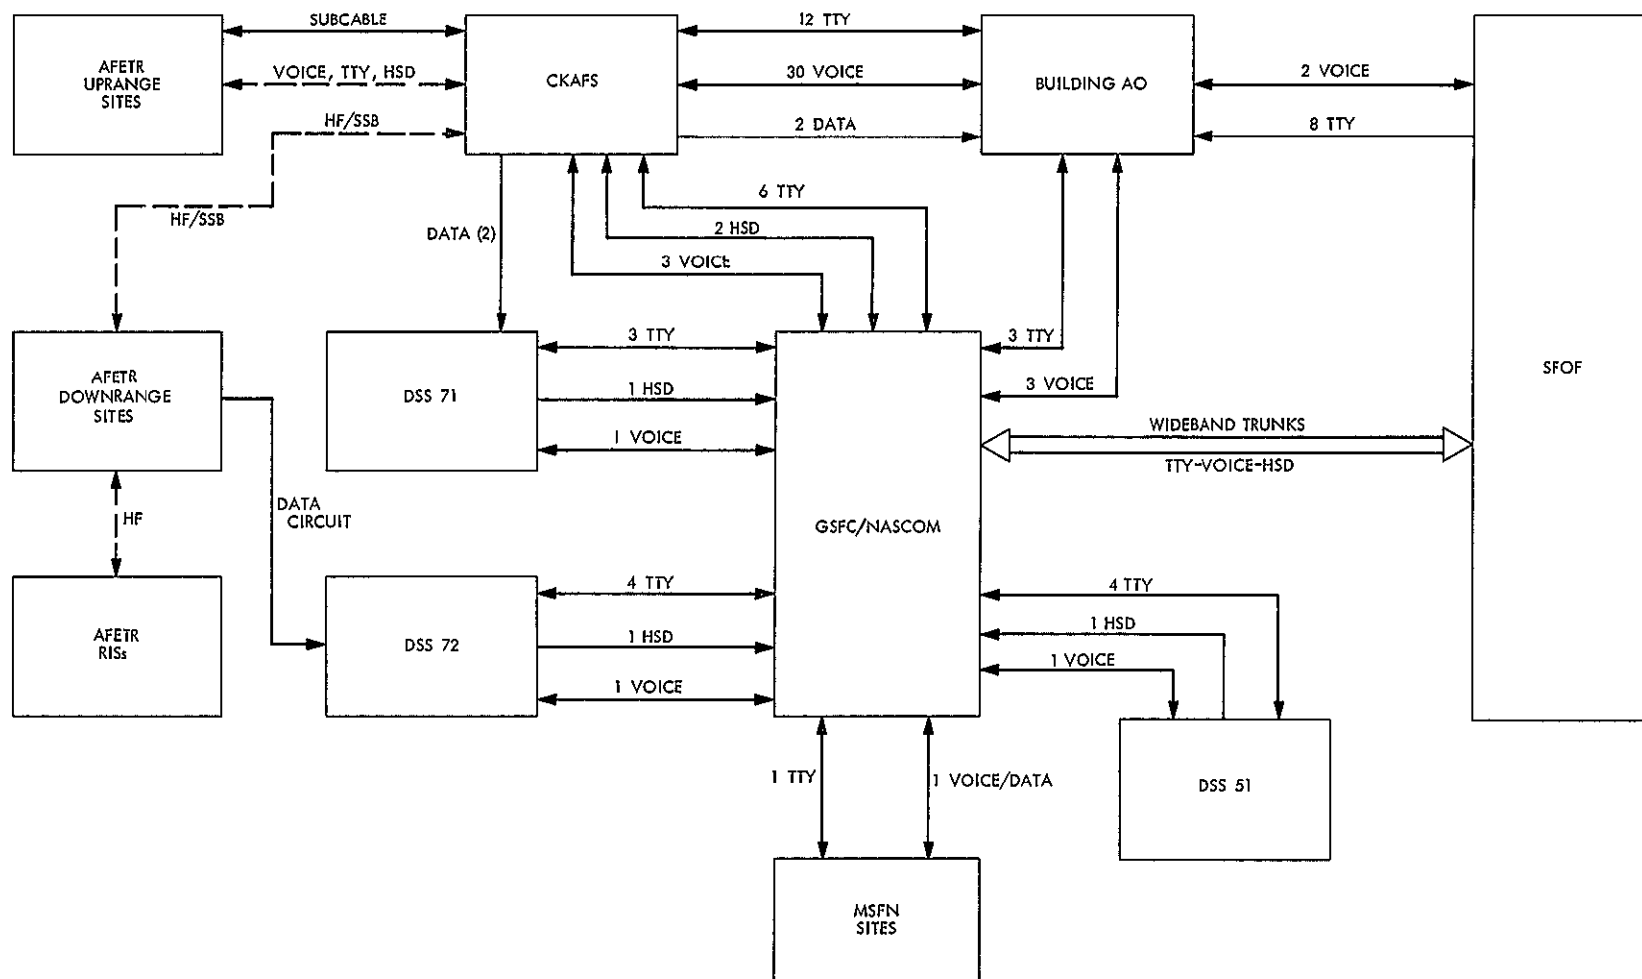 SUBCABLE
12 TTY
AFETR
UPRANGE
SITES
VOICE, TTY, HSD
CKAFS
30 VOICE
BUILDING AO
2 VOICE
HF/SSB
2 DATA
8 TTY
6 TTY
HF/SSB
DATA (2)
2 HSD
3 VOICE
3 TTY
3 TTY
AFETR
DOWNRANGE
SITES
DSS 71
1 HSD
3 VOICE
SFOF
1 VOICE
WIDEBAND TRUNKS
TTY-VOICE-HSD
DATA
CIRCUIT
HF
GSFC/NASCOM
4 TTY
4 TTY
AFETR
RISs
DSS 72
1 HSD
1 HSD
1 VOICE
1 VOICE
1 TTY
1 VOICE/DATA
DSS 51
MSFN
SITES